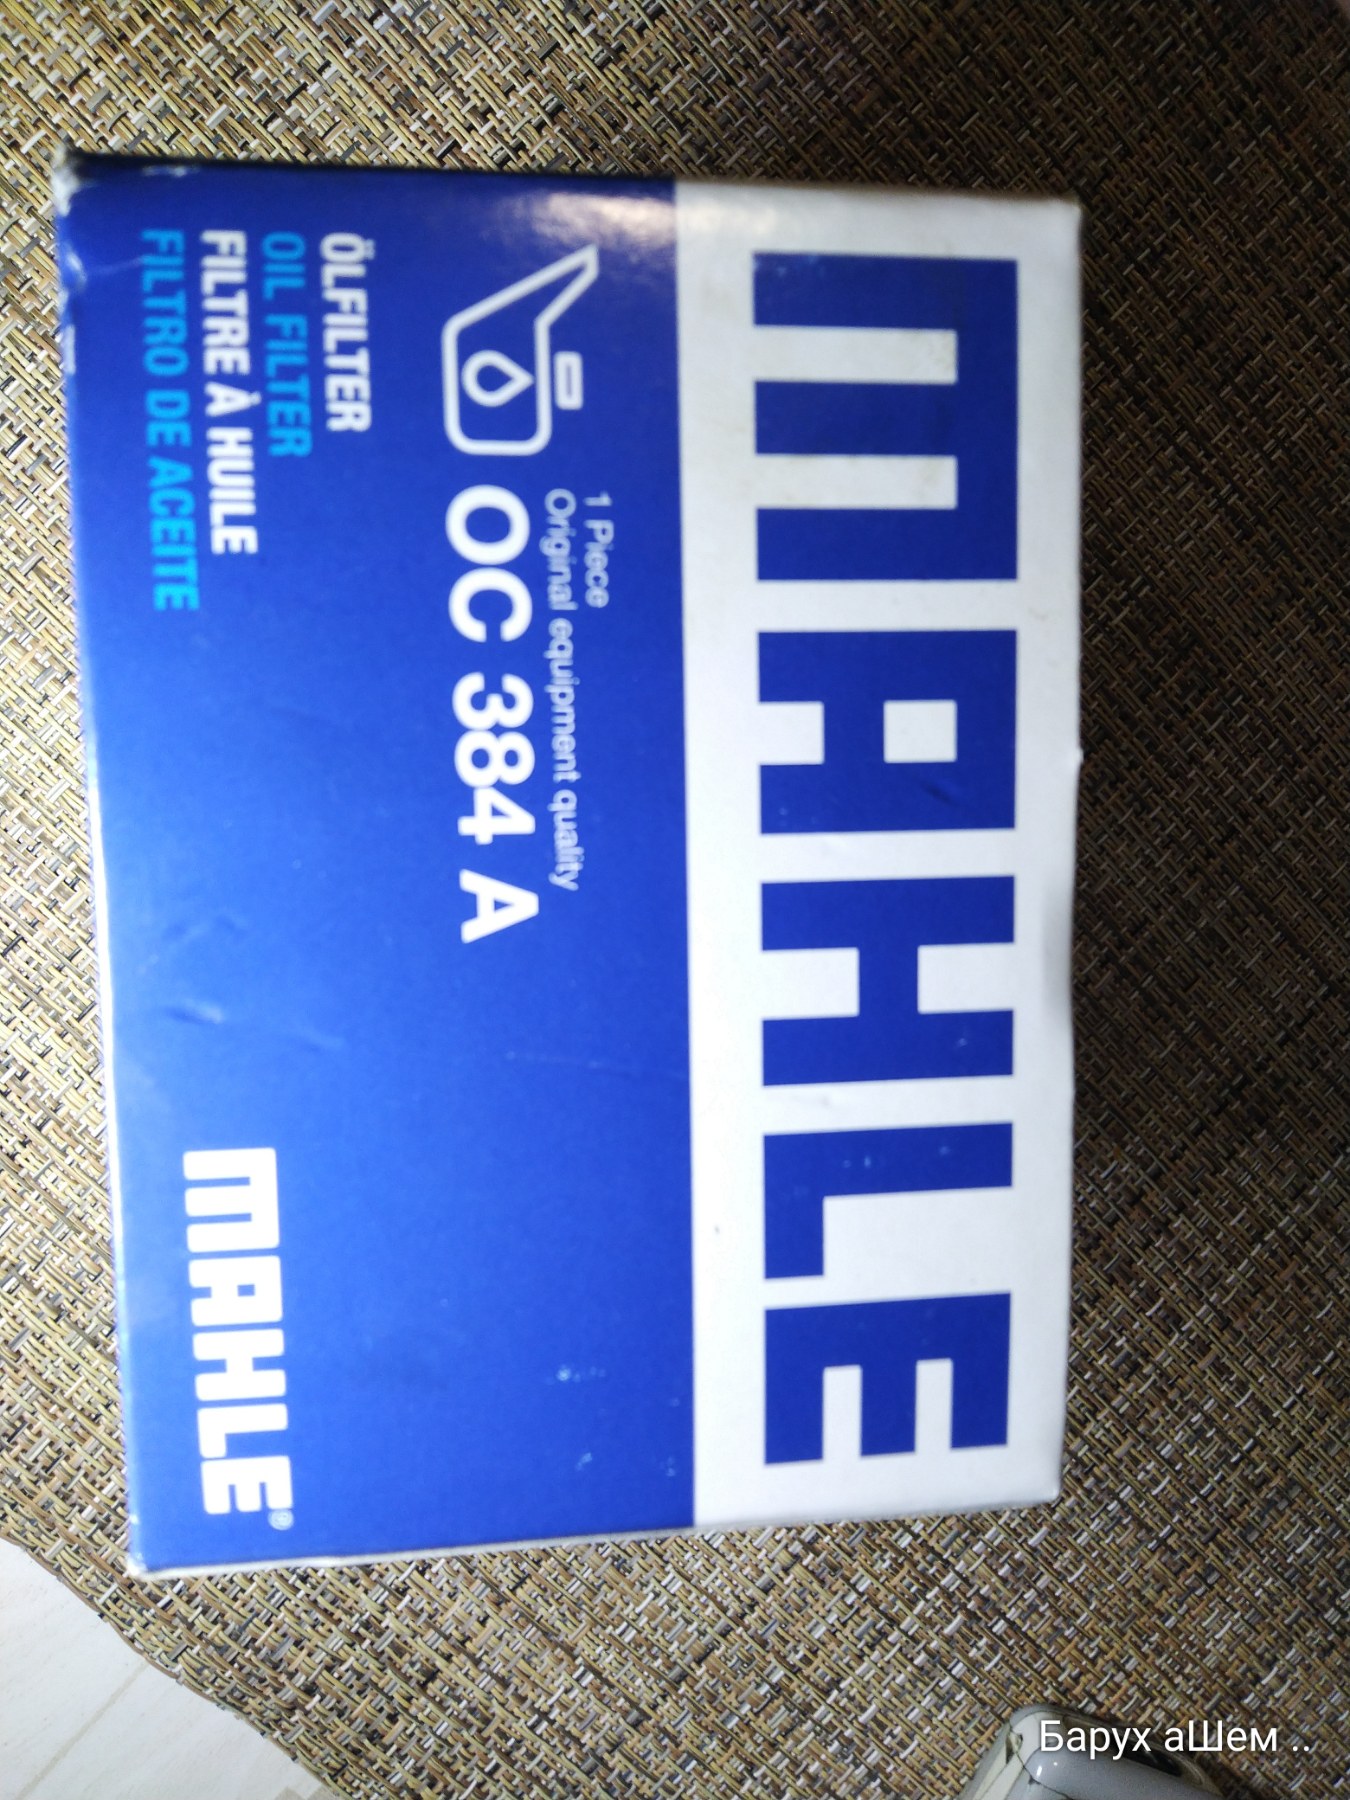 MAHLE
1 Piece
Original equipment quality
OC 384 A
ÖLFILTER
OIL FILTER
FILTRE À HUILE
FILTRO DE ACEITE
MAHLE®
Барух аШем ..